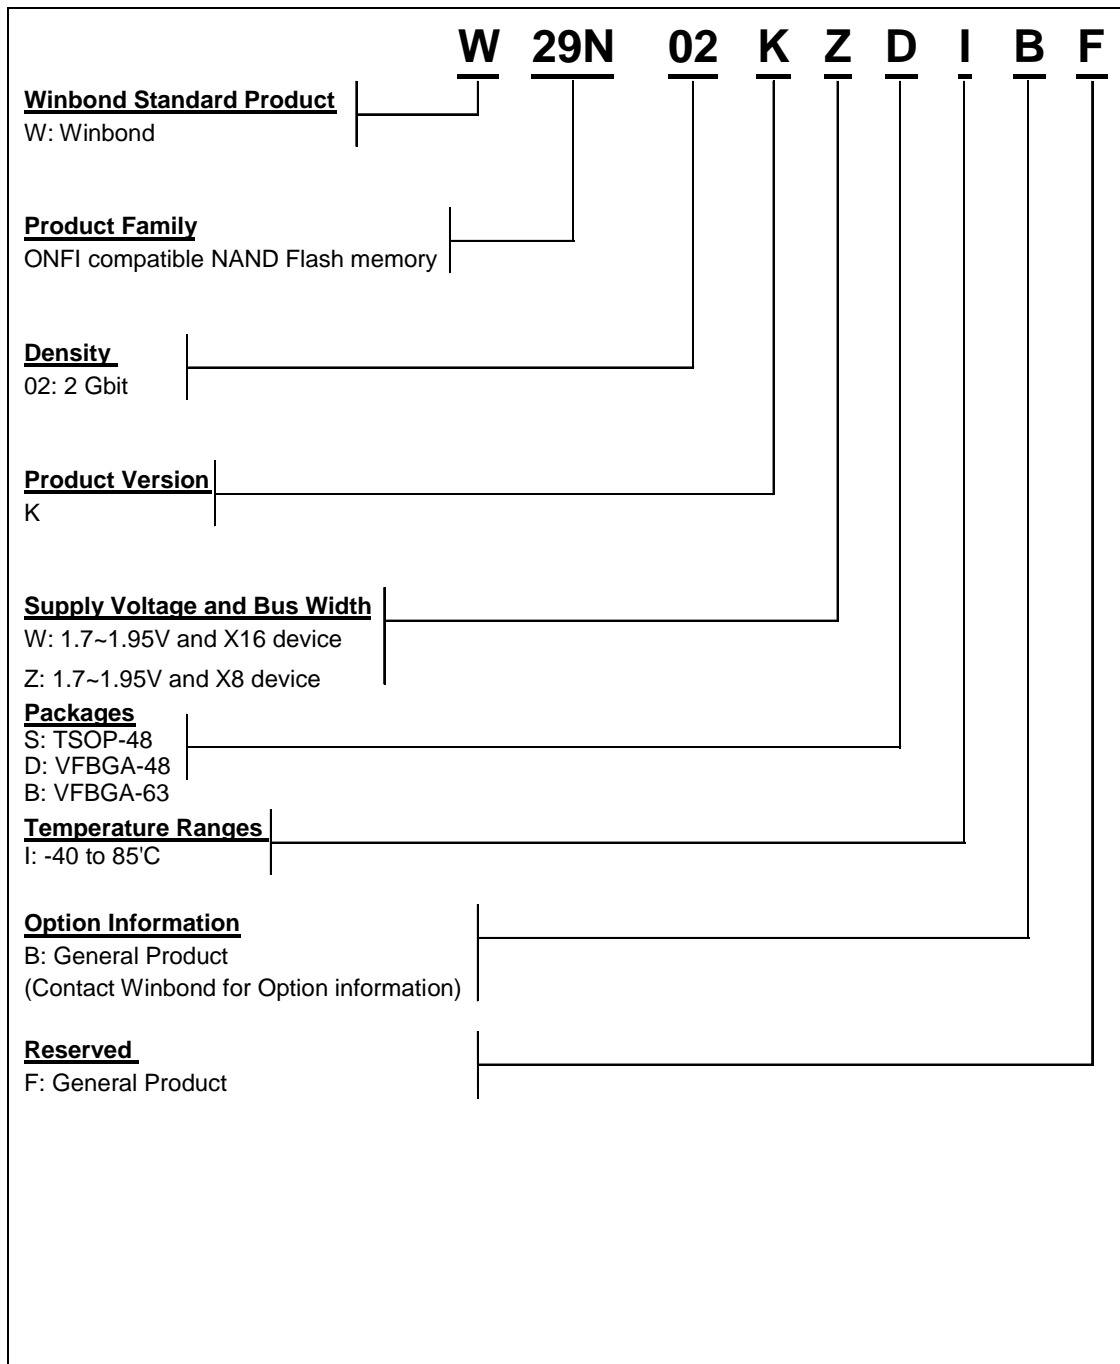 W 29N 02 K Z D I B F
Winbond Standard Product
W: Winbond
Product Family
ONFI compatible NAND Flash memory
Density
02: 2 Gbit
Product Version
K
Supply Voltage and Bus Width
W: 1.7~1.95V and X16 device
Z: 1.7~1.95V and X8 device
Packages
S: TSOP-48
D: VFBGA-48
B: VFBGA-63
Temperature Ranges
I: -40 to 85'C
Option Information
B: General Product
(Contact Winbond for Option information)
Reserved
F: General Product